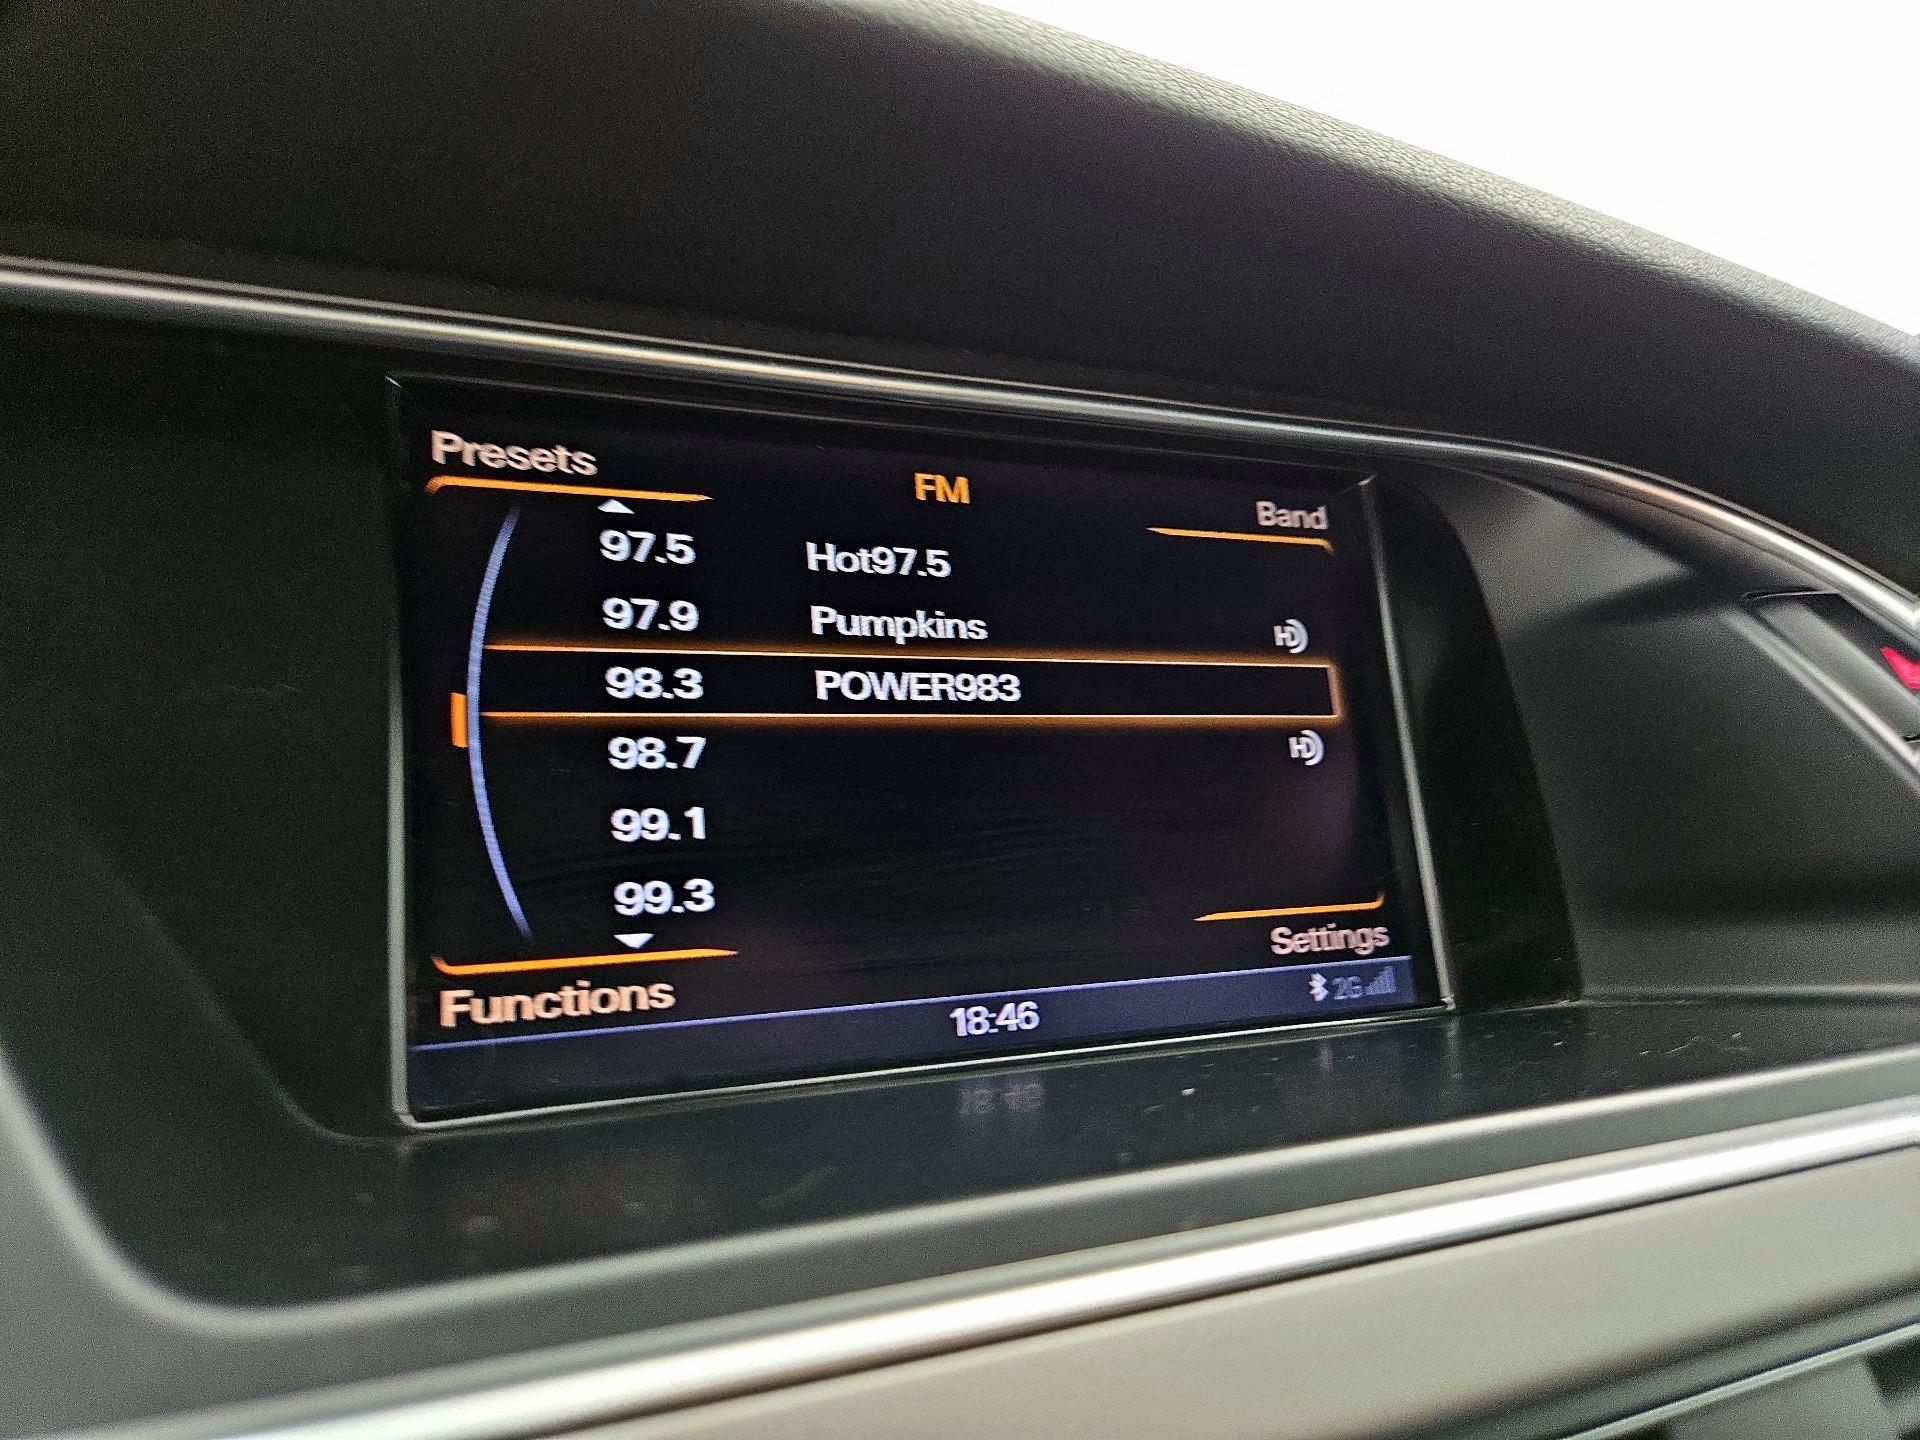 Presets
FM
Band
97.5 Hot97.5
97.9 Pumpkins HD
98.3 POWER983
98.7 HD
99.1
99.3
Settings
Functions
18:46
2G